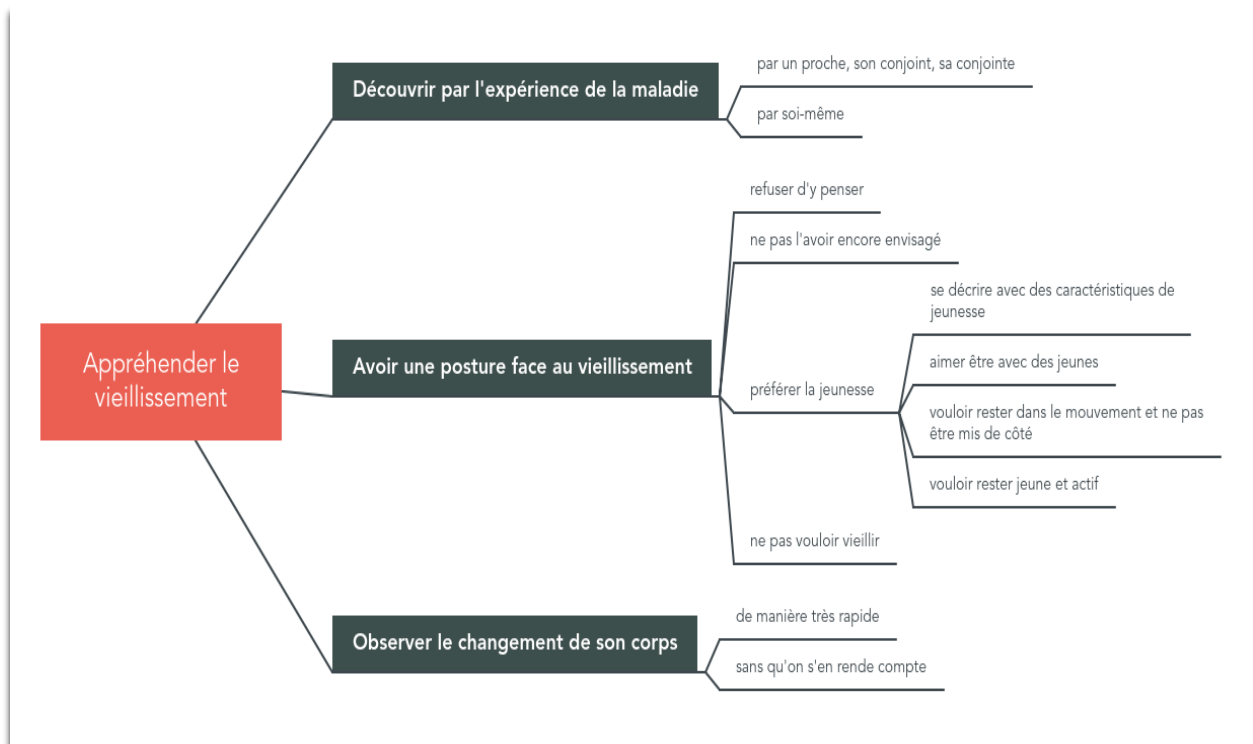 Appréhender le
vieillissement
Découvrir par l'expérience de la maladie
par un proche, son conjoint, sa conjointe
par soi-même
Avoir une posture face au vieillissement
refuser d'y penser
ne pas l'avoir encore envisagé
préférer la jeunesse
se décrire avec des caractéristiques de
jeunesse
aimer être avec des jeunes
vouloir rester dans le mouvement et ne pas
être mis de côté
vouloir rester jeune et actif
ne pas vouloir vieillir
Observer le changement de son corps
de manière très rapide
sans qu'on s'en rende compte